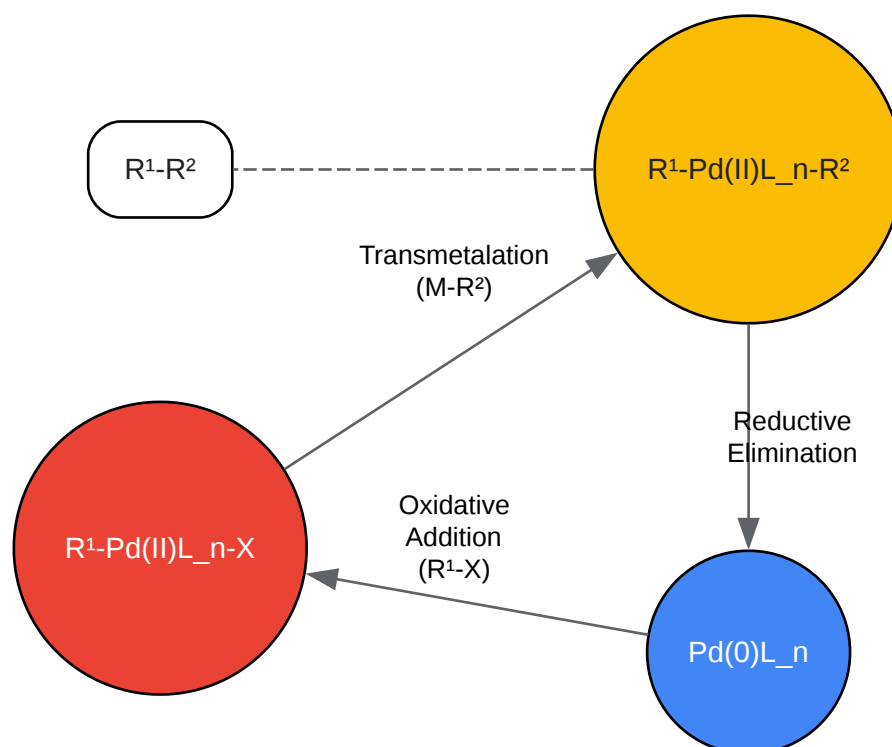 R¹-R²
R¹-Pd(II)L_n-R²
Transmetalation
(M-R²)
Reductive
Elimination
Oxidative
Addition
(R¹-X)
R¹-Pd(II)L_n-X
Pd(0)L_n